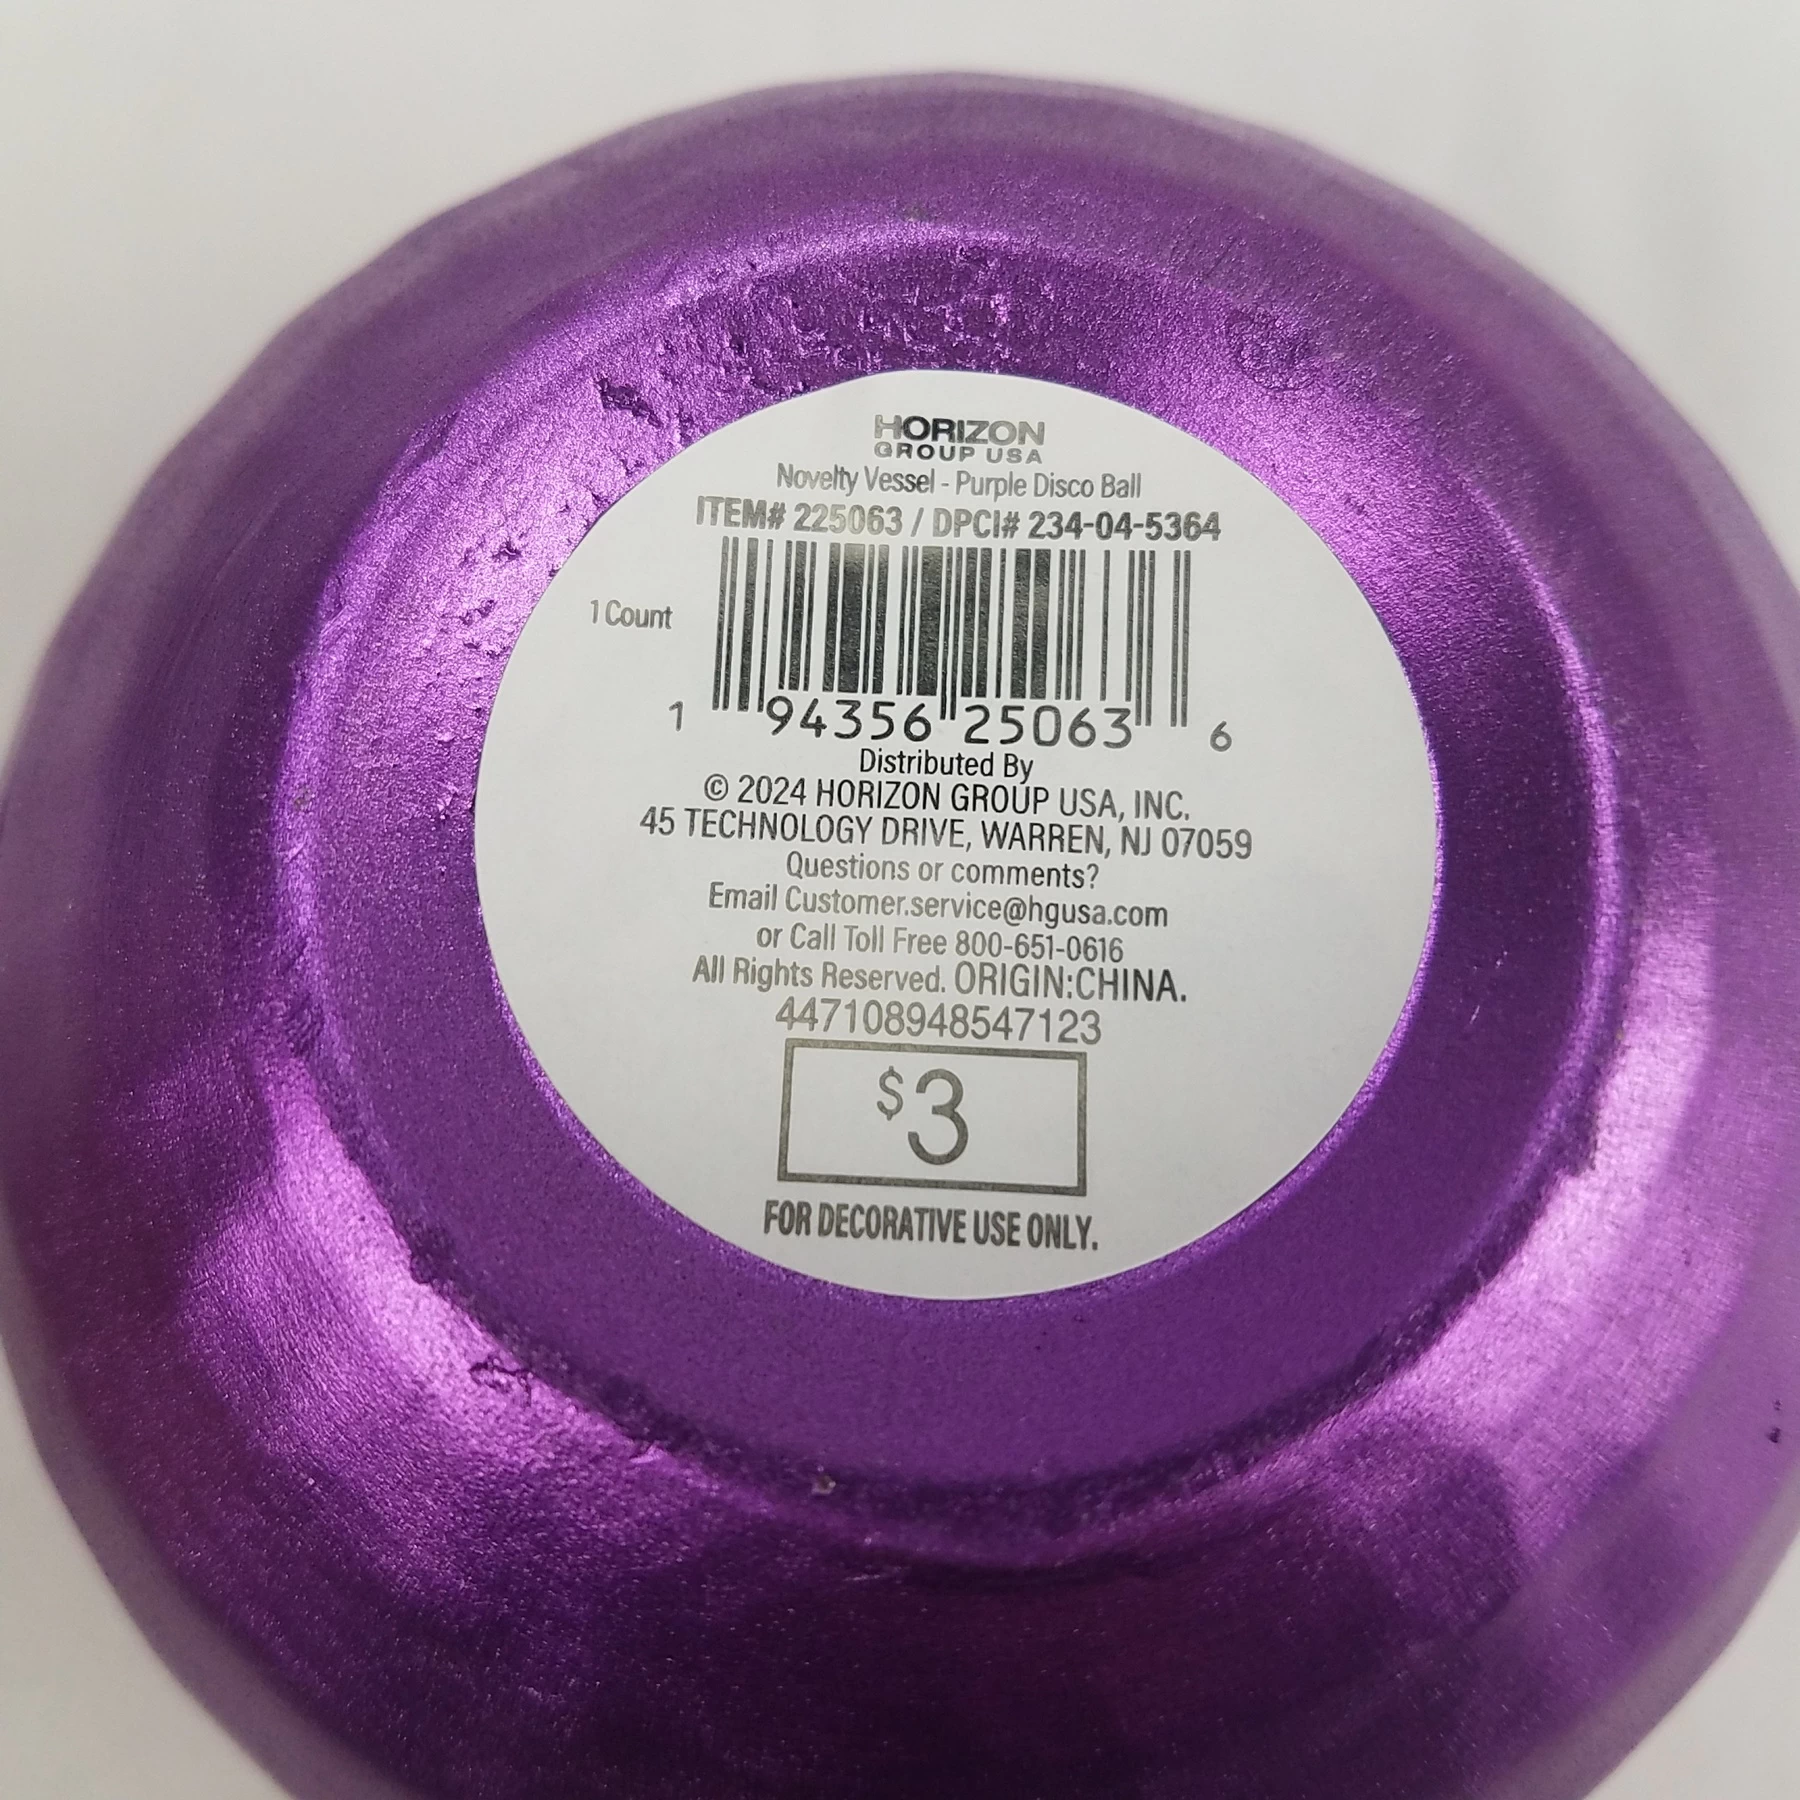 HORIZON
GROUP USA
Novelty Vessel - Purple Disco Ball
ITEM# 225063 / DPCI# 234-04-5364
1 Count
1 94356 25063 6
Distributed By
© 2024 HORIZON GROUP USA, INC.
45 TECHNOLOGY DRIVE, WARREN, NJ 07059
Questions or comments?
Email Customer.service@hgusa.com
or Call Toll Free 800-651-0616
All Rights Reserved. ORIGIN:CHINA.
447108948547123
$3
FOR DECORATIVE USE ONLY.